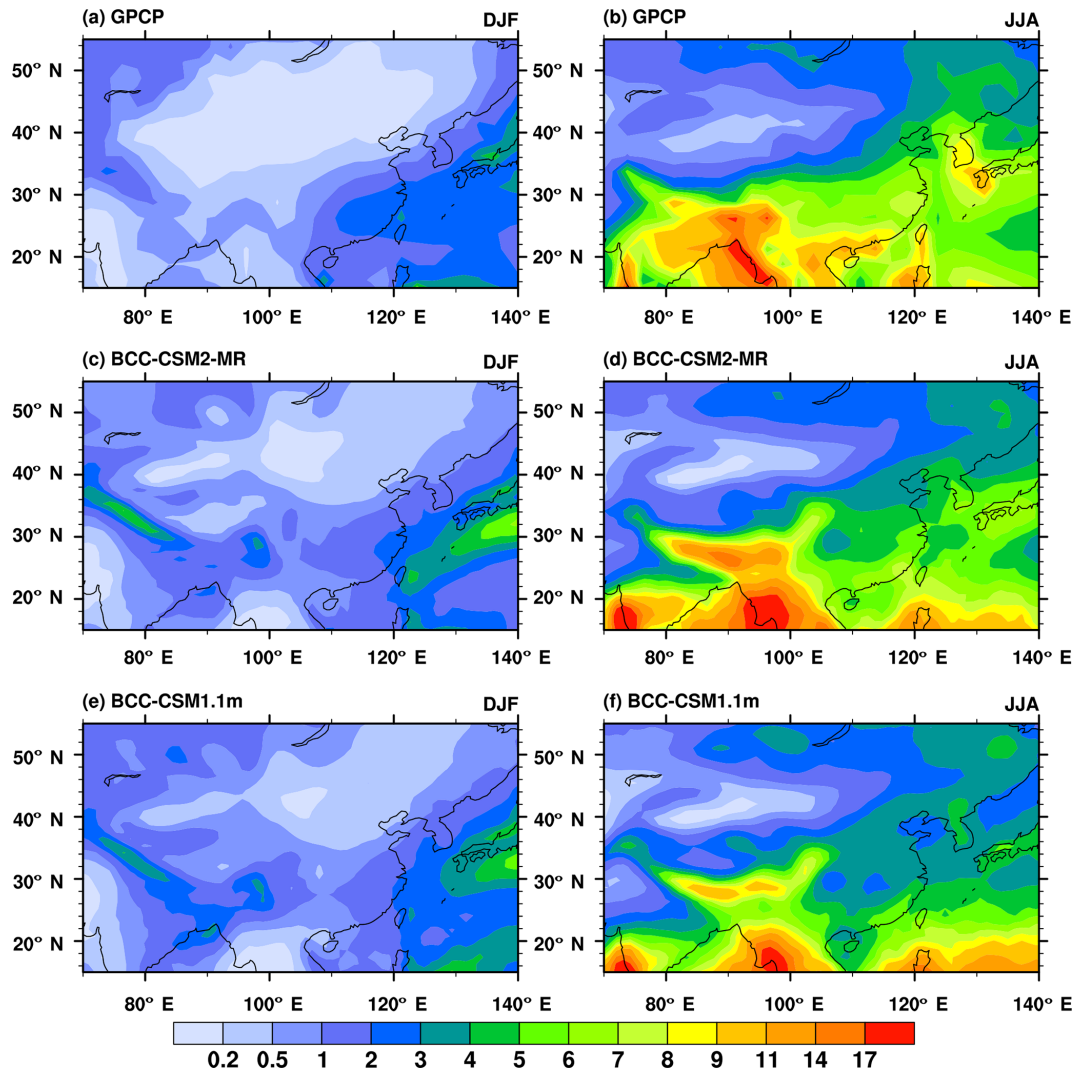 (a) GPCP DJF
(b) GPCP JJA
50° N
40° N
30° N
20° N
80° E 100° E 120° E 140° E
50° N
40° N
30° N
20° N
80° E 100° E 120° E 140° E
(c) BCC-CSM2-MR DJF
(d) BCC-CSM2-MR JJA
50° N
40° N
30° N
20° N
80° E 100° E 120° E 140° E
50° N
40° N
30° N
20° N
80° E 100° E 120° E 140° E
(e) BCC-CSM1.1m DJF
(f) BCC-CSM1.1m JJA
50° N
40° N
30° N
20° N
80° E 100° E 120° E 140° E
50° N
40° N
30° N
20° N
80° E 100° E 120° E 140° E
0.2 0.5 1 2 3 4 5 6 7 8 9 11 14 17